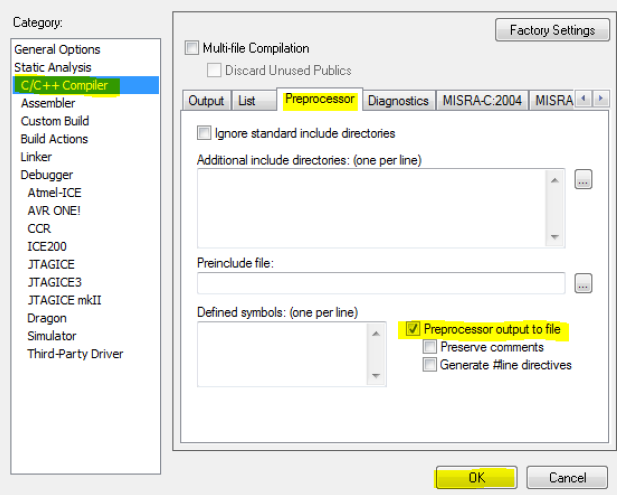 Category:
General Options
Static Analysis
C/C++ Compiler
Assembler
Custom Build
Build Actions
Linker
Debugger
Atmel-ICE
AVR ONE!
CCR
ICE200
JTAGICE
JTAGICE3
JTAGICE mkII
Dragon
Simulator
Third-Party Driver
Factory Settings
Multi-file Compilation
Discard Unused Publics
Output List Preprocessor Diagnostics MISRA-C:2004 MISRA
Ignore standard include directories
Additional include directories: (one per line)
...
Preinclude file:
...
Defined symbols: (one per line)
Preprocessor output to file
Preserve comments
Generate #line directives
OK Cancel